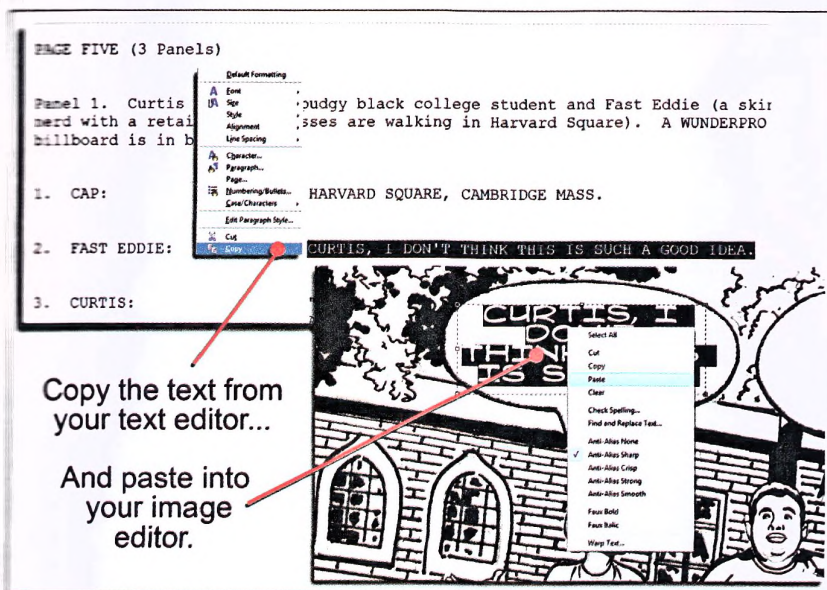 PAGE FIVE (3 Panels)
Panel 1. Curtis pudgy black college student and Fast Eddie (a
nerd with a are walking in Harvard Square). A WUNDERPRO
billboard is in
1. CAP: HARVARD SQUARE, CAMBRIDGE MASS.
2. FAST EDDIE: CURTIS, I DON'T THINK THIS IS SUCH A GOOD IDEA.
3. CURTIS:
Default Formatting
Font
Size
Style
Alignment
Line Spacing
Character...
Paragraph...
Page...
Numbering/Bullets...
Case/Characters
Edit Paragraph Style...
Cut
Copy
CURTIS, I
IS
Select All
Cut
Copy
Paste
Clear
Check Spelling...
Find and Replace Text...
Anti-Alias None
✓ Anti-Alias Sharp
Anti-Alias Crisp
Anti-Alias Strong
Anti-Alias Smooth
Faux Bold
Faux Italic
Warp Text...
Copy the text from
your text editor...
And paste into
your image
editor.